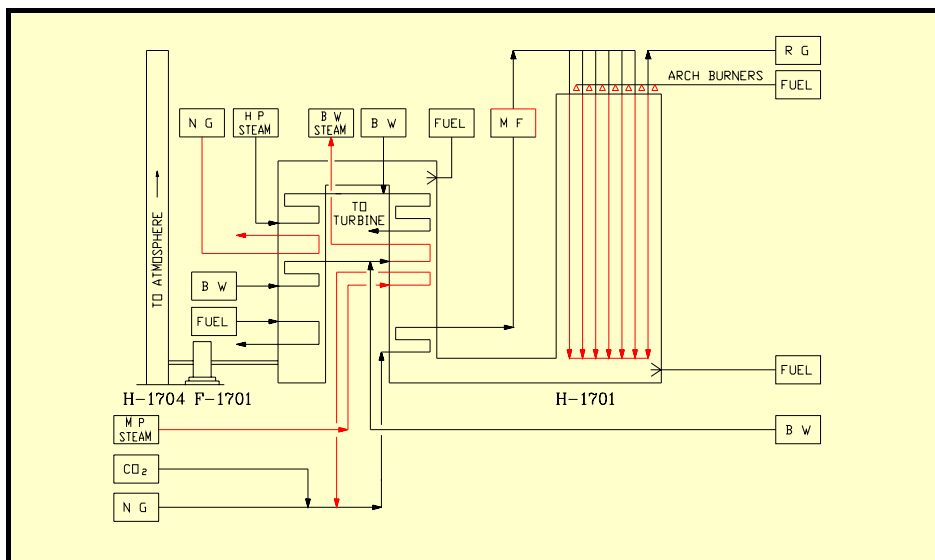 R G
ARCH BURNERS
FUEL
N G
H P
STEAM
B W
STEAM
B W
FUEL
M F
TO
TURBINE
TO ATMOSPHERE
B W
FUEL
FUEL
H-1704 F-1701
H-1701
M P
STEAM
B W
CO₂
N G